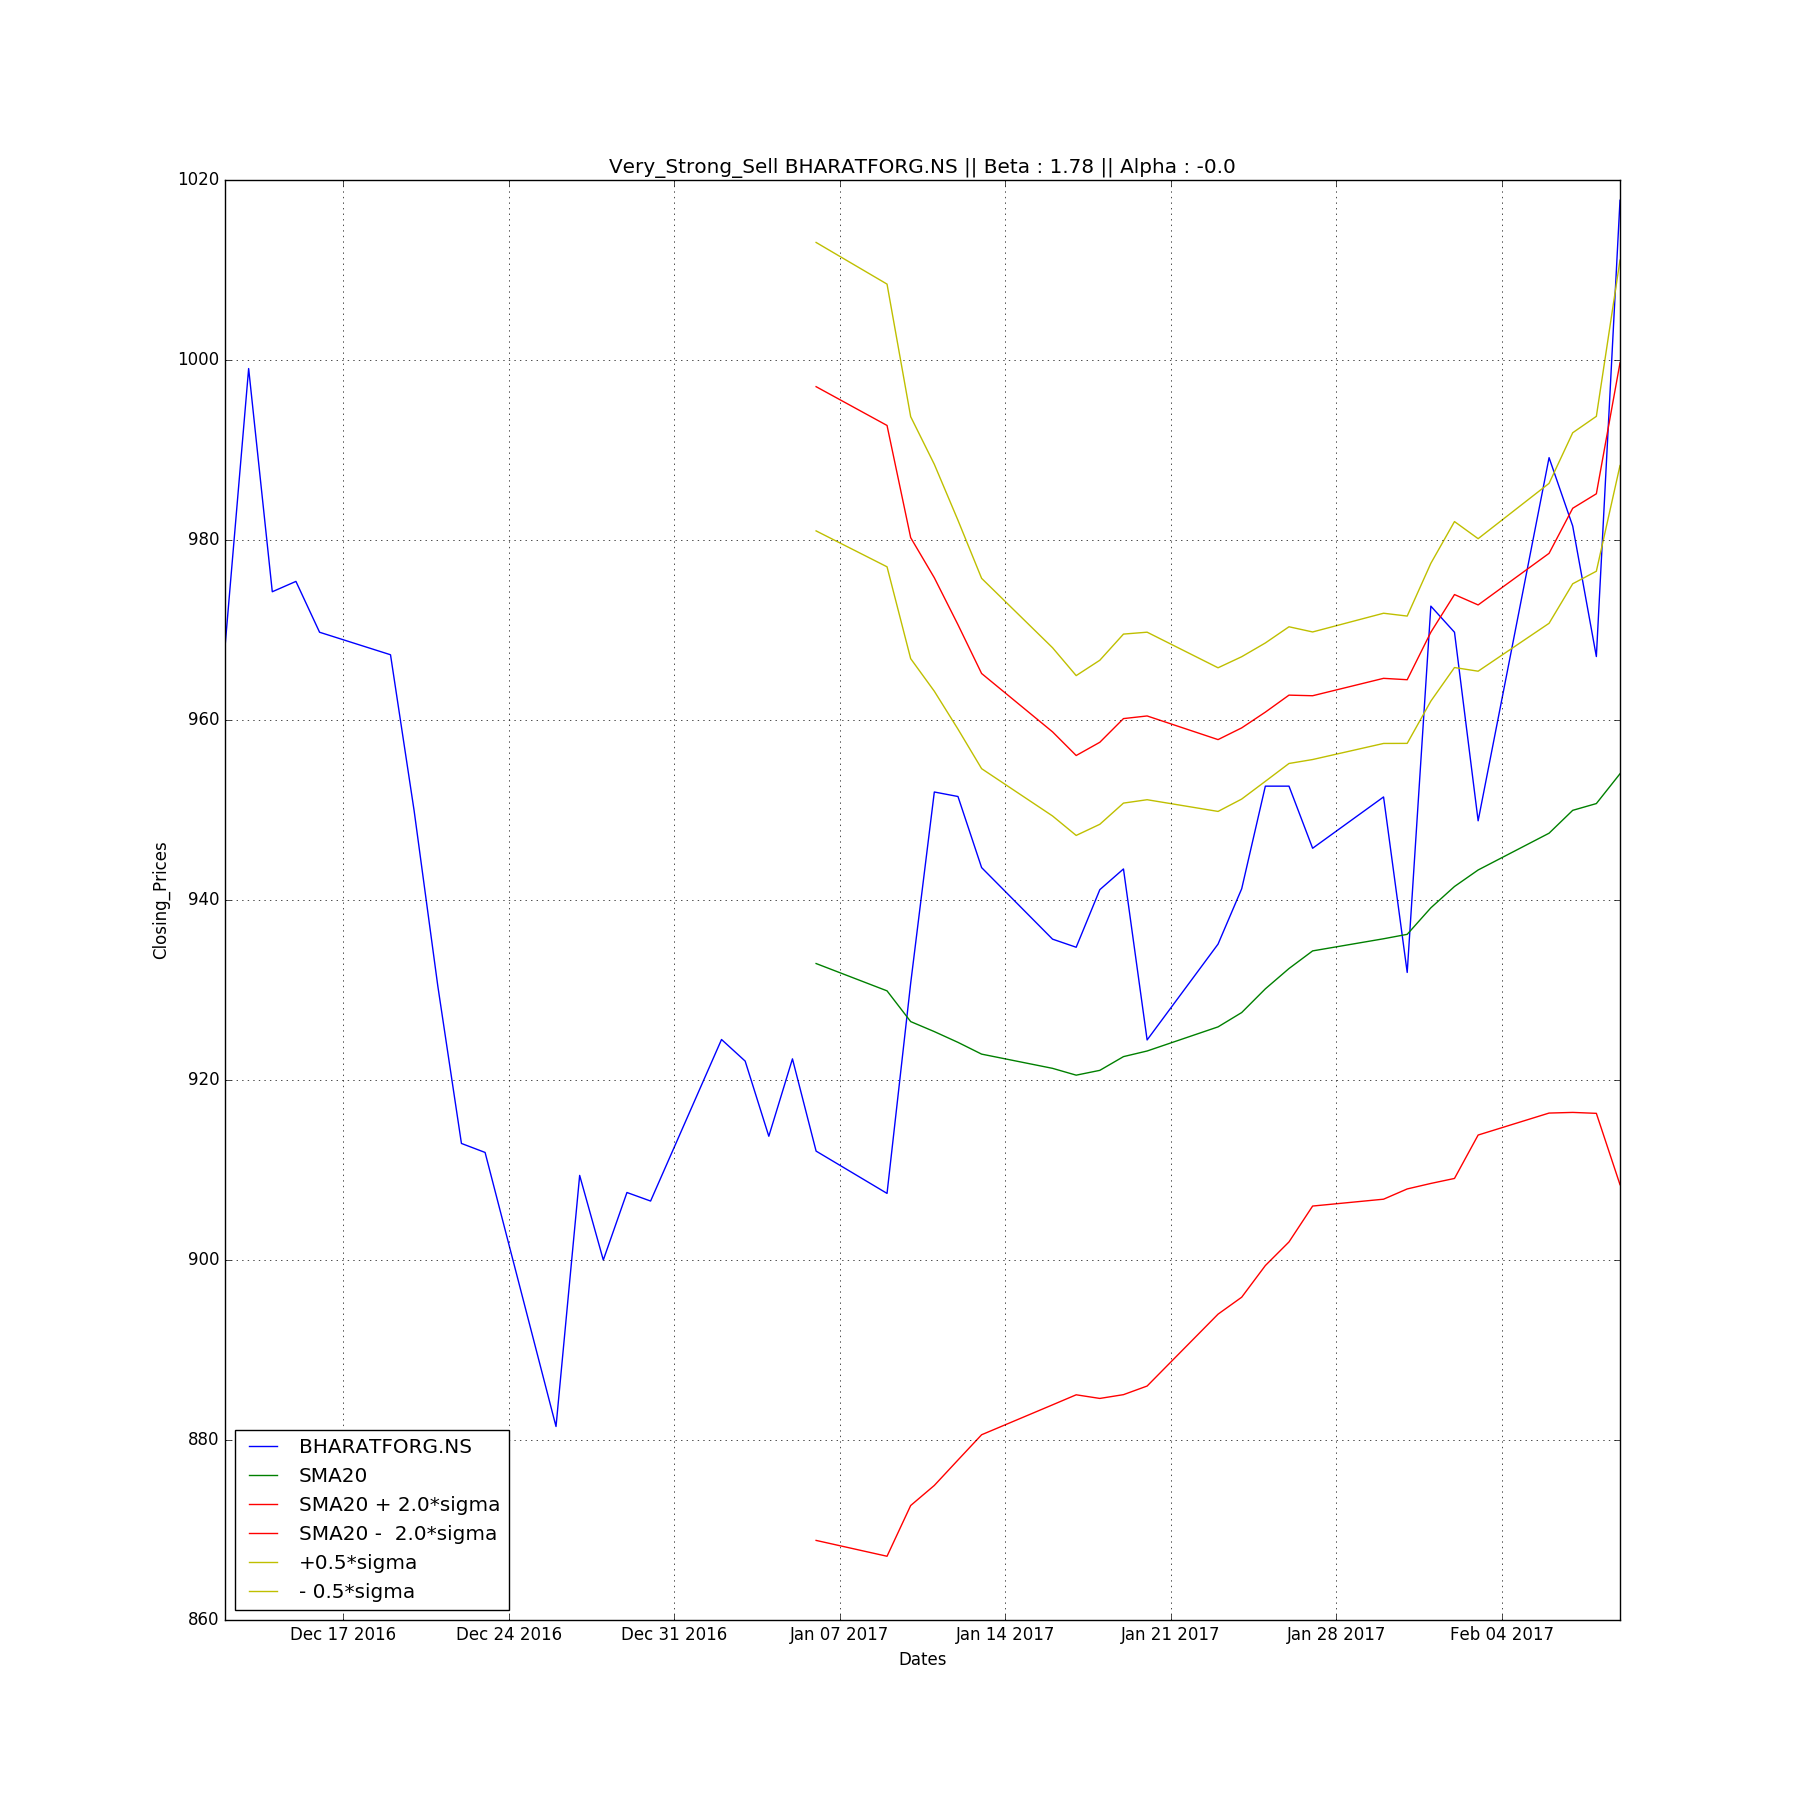 Very_Strong_Sell BHARATFORG.NS || Beta : 1.78 || Alpha : -0.0
1020
1000
980
960
940
920
900
880
860
Closing_Prices
BHARATFORG.NS
SMA20
SMA20 + 2.0*sigma
SMA20 -  2.0*sigma
+0.5*sigma
- 0.5*sigma
Dec 17 2016 Dec 24 2016 Dec 31 2016 Jan 07 2017 Jan 14 2017 Jan 21 2017 Jan 28 2017 Feb 04 2017
Dates